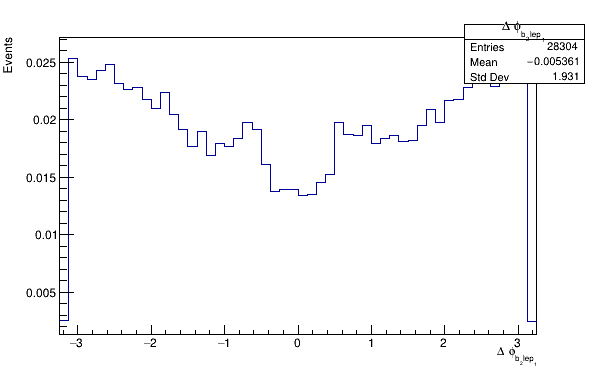 Δ ϕ_b₂lep₁
Entries 28304
Mean −0.005361
Std Dev 1.931
Events
0.025
0.02
0.015
0.01
0.005
−3 −2 −1 0 1 2 3
Δ ϕ_b₂lep₁